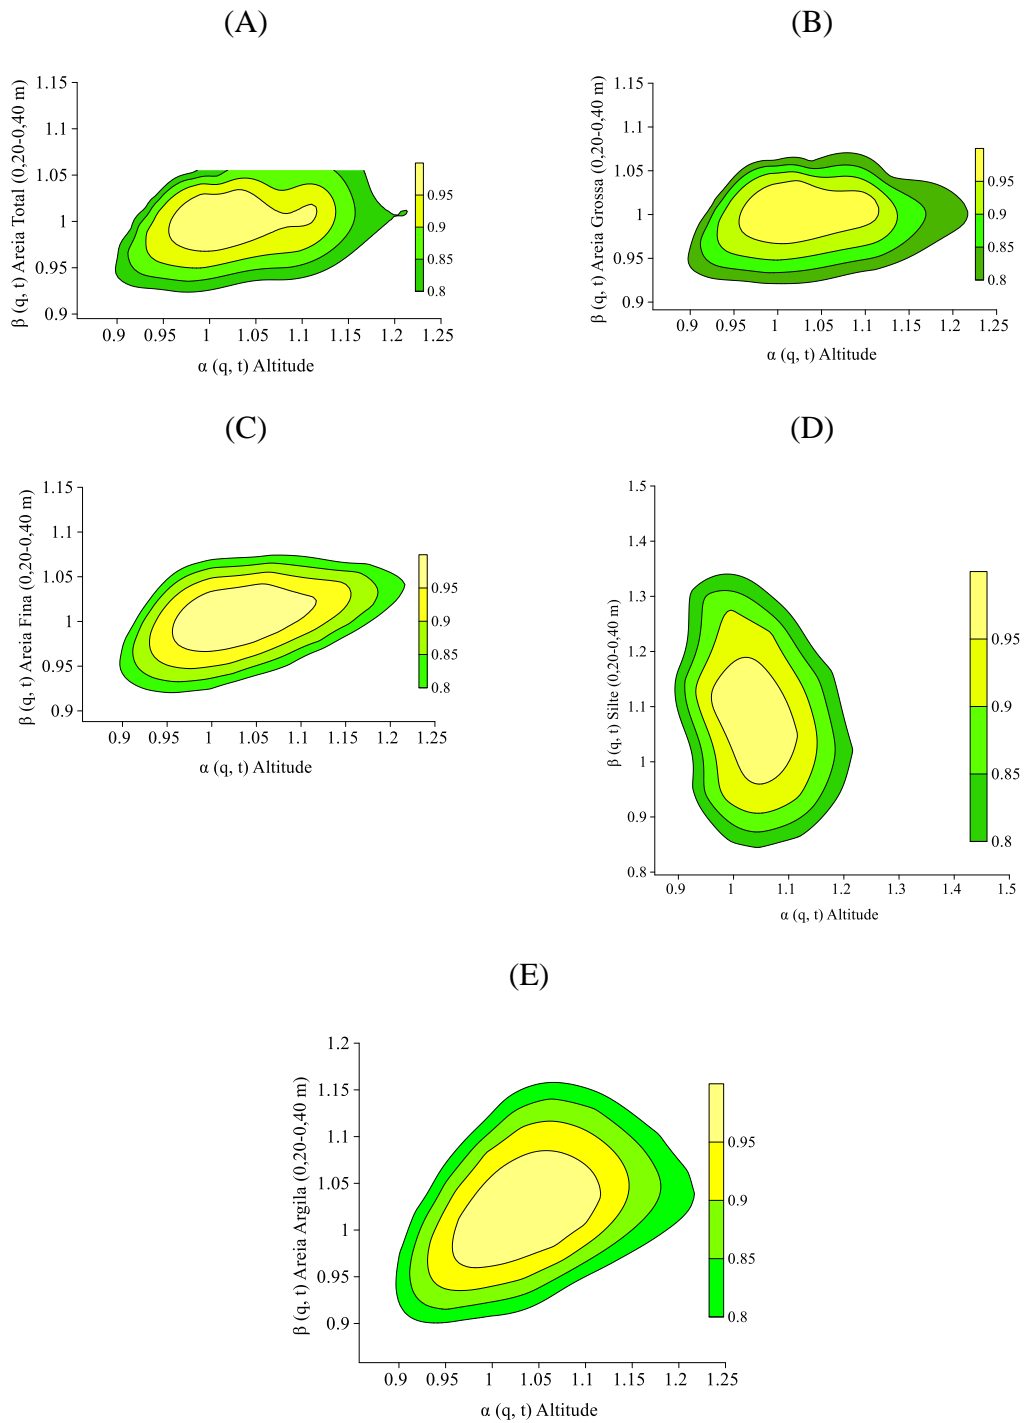 (A)
β (q, t) Areia Total (0,20-0,40 m)
1.15
1.1
1.05
1
0.95
0.9
0.9 0.95 1 1.05 1.1 1.15 1.2 1.25
α (q, t) Altitude
0.95
0.9
0.85
0.8
(B)
β (q, t) Areia Grossa (0,20-0,40 m)
1.15
1.1
1.05
1
0.95
0.9
0.9 0.95 1 1.05 1.1 1.15 1.2 1.25
α (q, t) Altitude
0.95
0.9
0.85
0.8
(C)
β (q, t) Areia Fina (0,20-0,40 m)
1.15
1.1
1.05
1
0.95
0.9
0.9 0.95 1 1.05 1.1 1.15 1.2 1.25
α (q, t) Altitude
0.95
0.9
0.85
0.8
(D)
β (q, t) Silte (0,20-0,40 m)
1.5
1.4
1.3
1.2
1.1
1
0.9
0.8
0.9 1 1.1 1.2 1.3 1.4 1.5
α (q, t) Altitude
0.95
0.9
0.85
0.8
(E)
β (q, t) Areia Argila (0,20-0,40 m)
1.2
1.15
1.1
1.05
1
0.95
0.9
0.9 0.95 1 1.05 1.1 1.15 1.2 1.25
α (q, t) Altitude
0.95
0.9
0.85
0.8